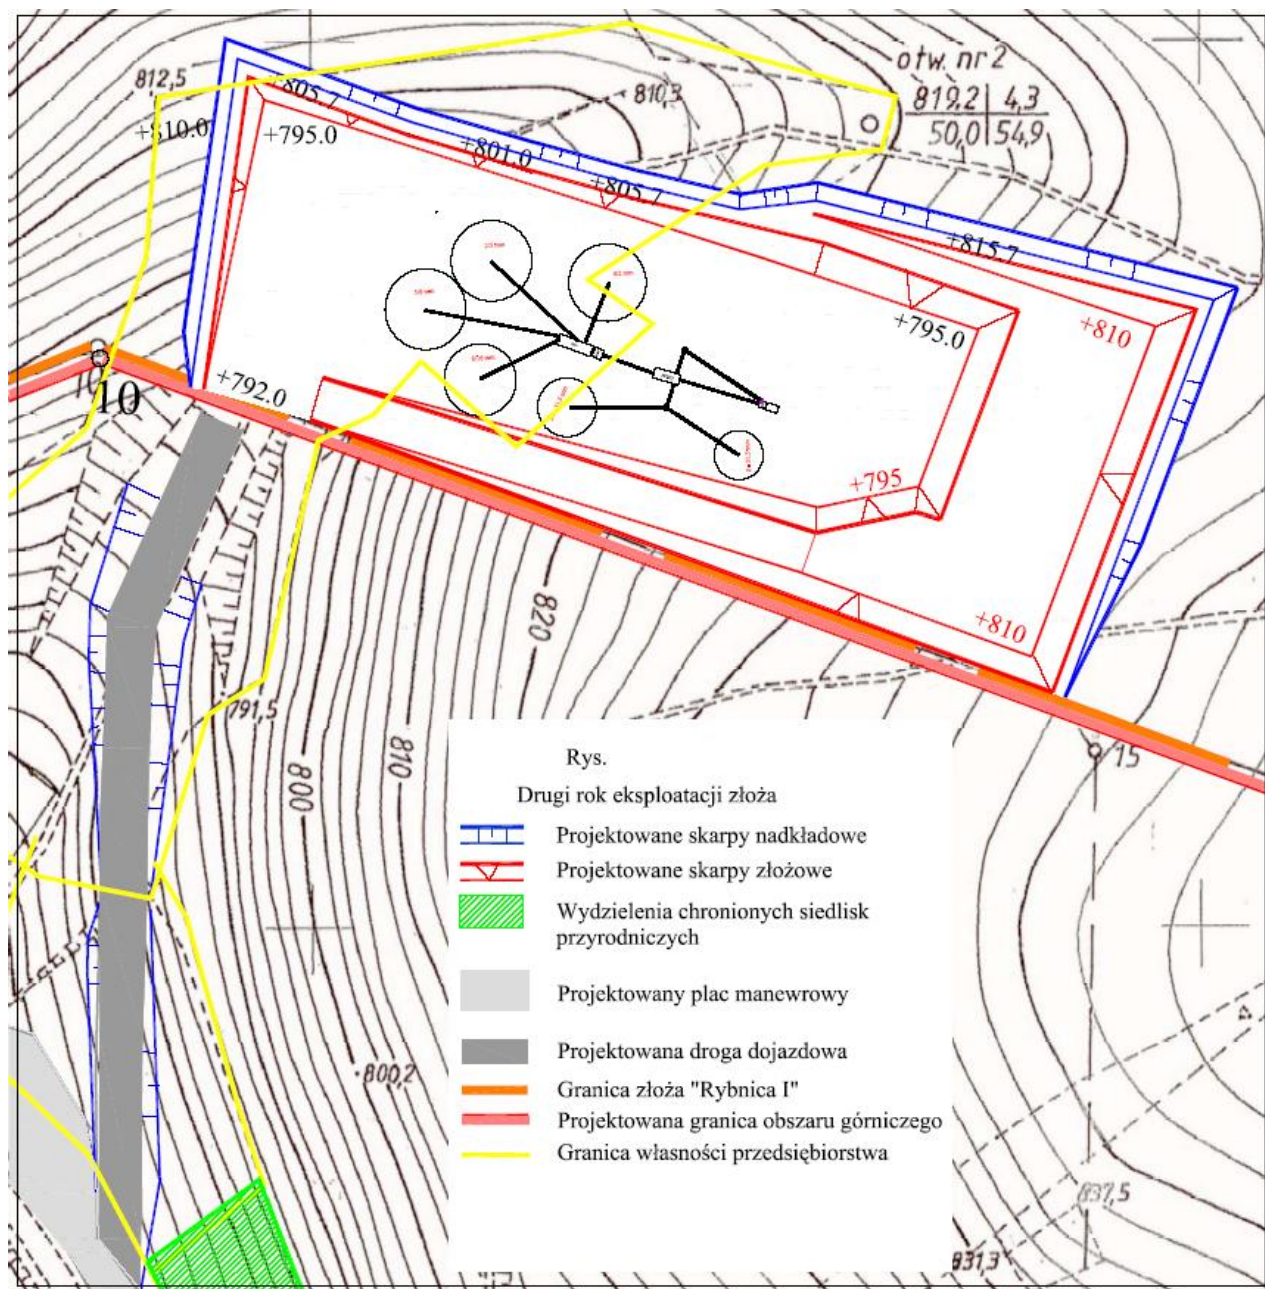 otw. nr 2
819.2 4,3
50,0 54,9
812,5
+810.0
+805.7
+795.0
810,3
+801.0
+805.7
+815.7
+795.0
+810
+792.0
10
+795
+810
820
791,5
810
800
15
800,2
837,5
831,3
Rys.
Drugi rok eksploatacji złoża
Projektowane skarpy nadkładowe
Projektowane skarpy złożowe
Wydzielenia chronionych siedlisk
przyrodniczych
Projektowany plac manewrowy
Projektowana droga dojazdowa
Granica złoża "Rybnica I"
Projektowana granica obszaru górniczego
Granica własności przedsiębiorstwa